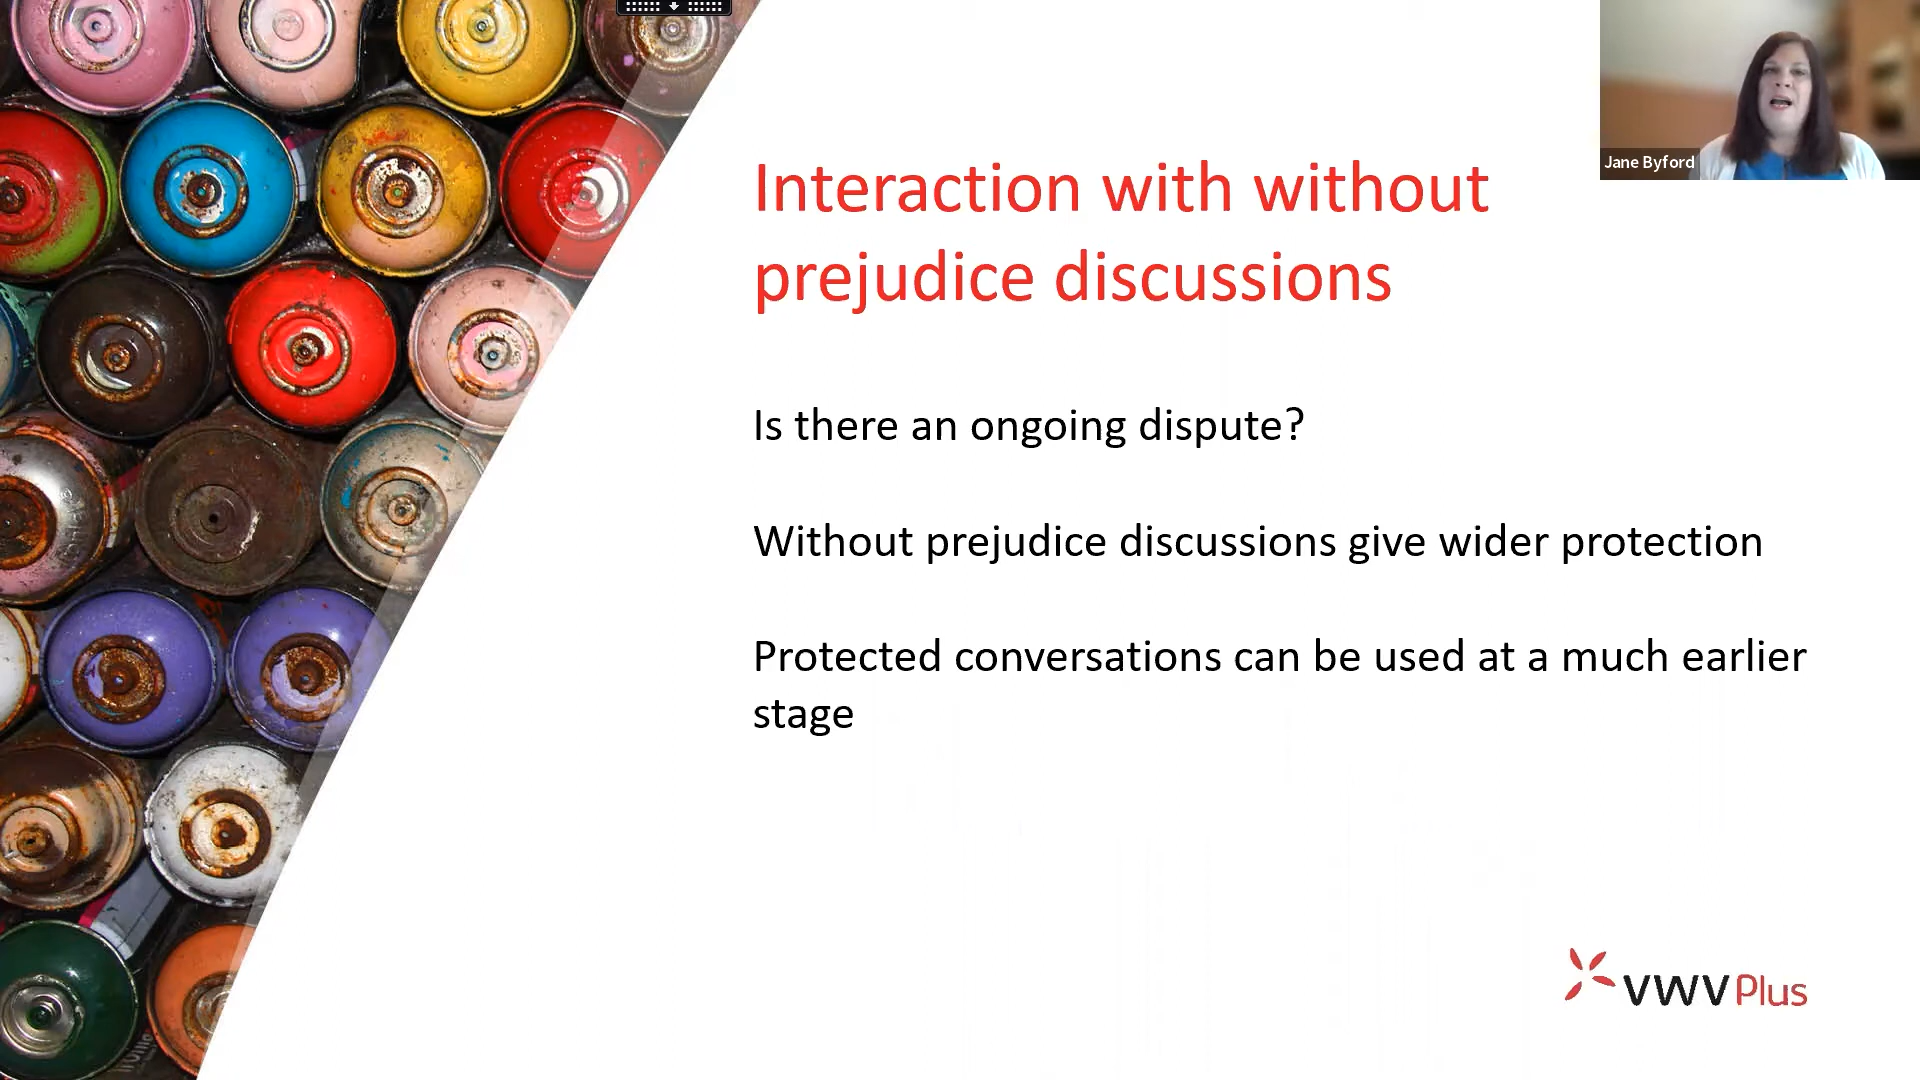 Jane Byford
Interaction with without
prejudice discussions
Is there an ongoing dispute?
Without prejudice discussions give wider protection
Protected conversations can be used at a much earlier
stage
VWV Plus